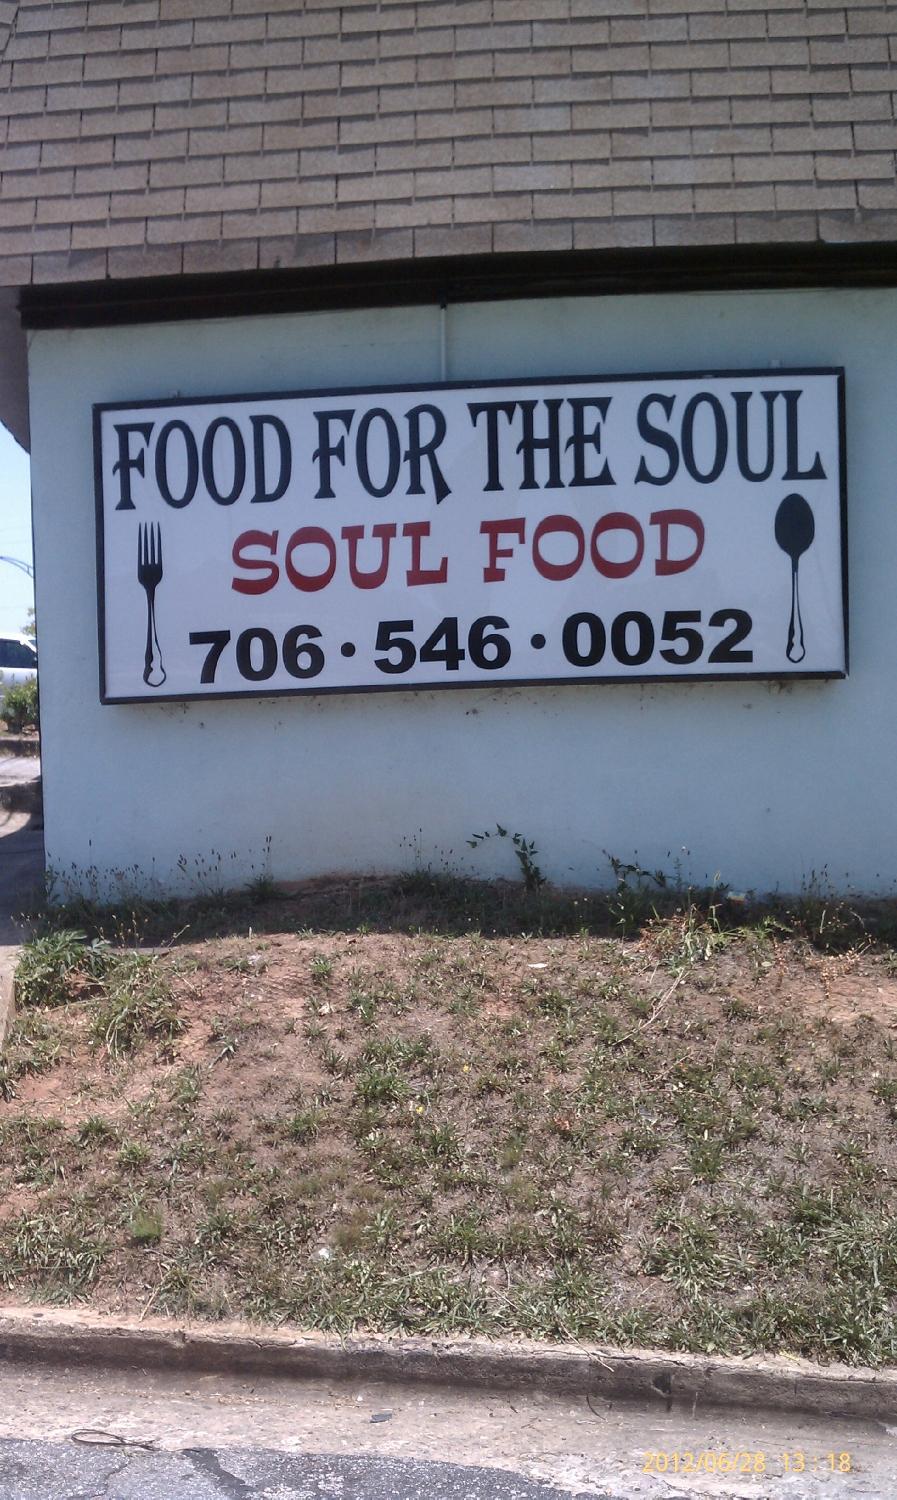 FOOD FOR THE SOUL
SOUL FOOD
706 · 546 · 0052
2012/06/28 13:18